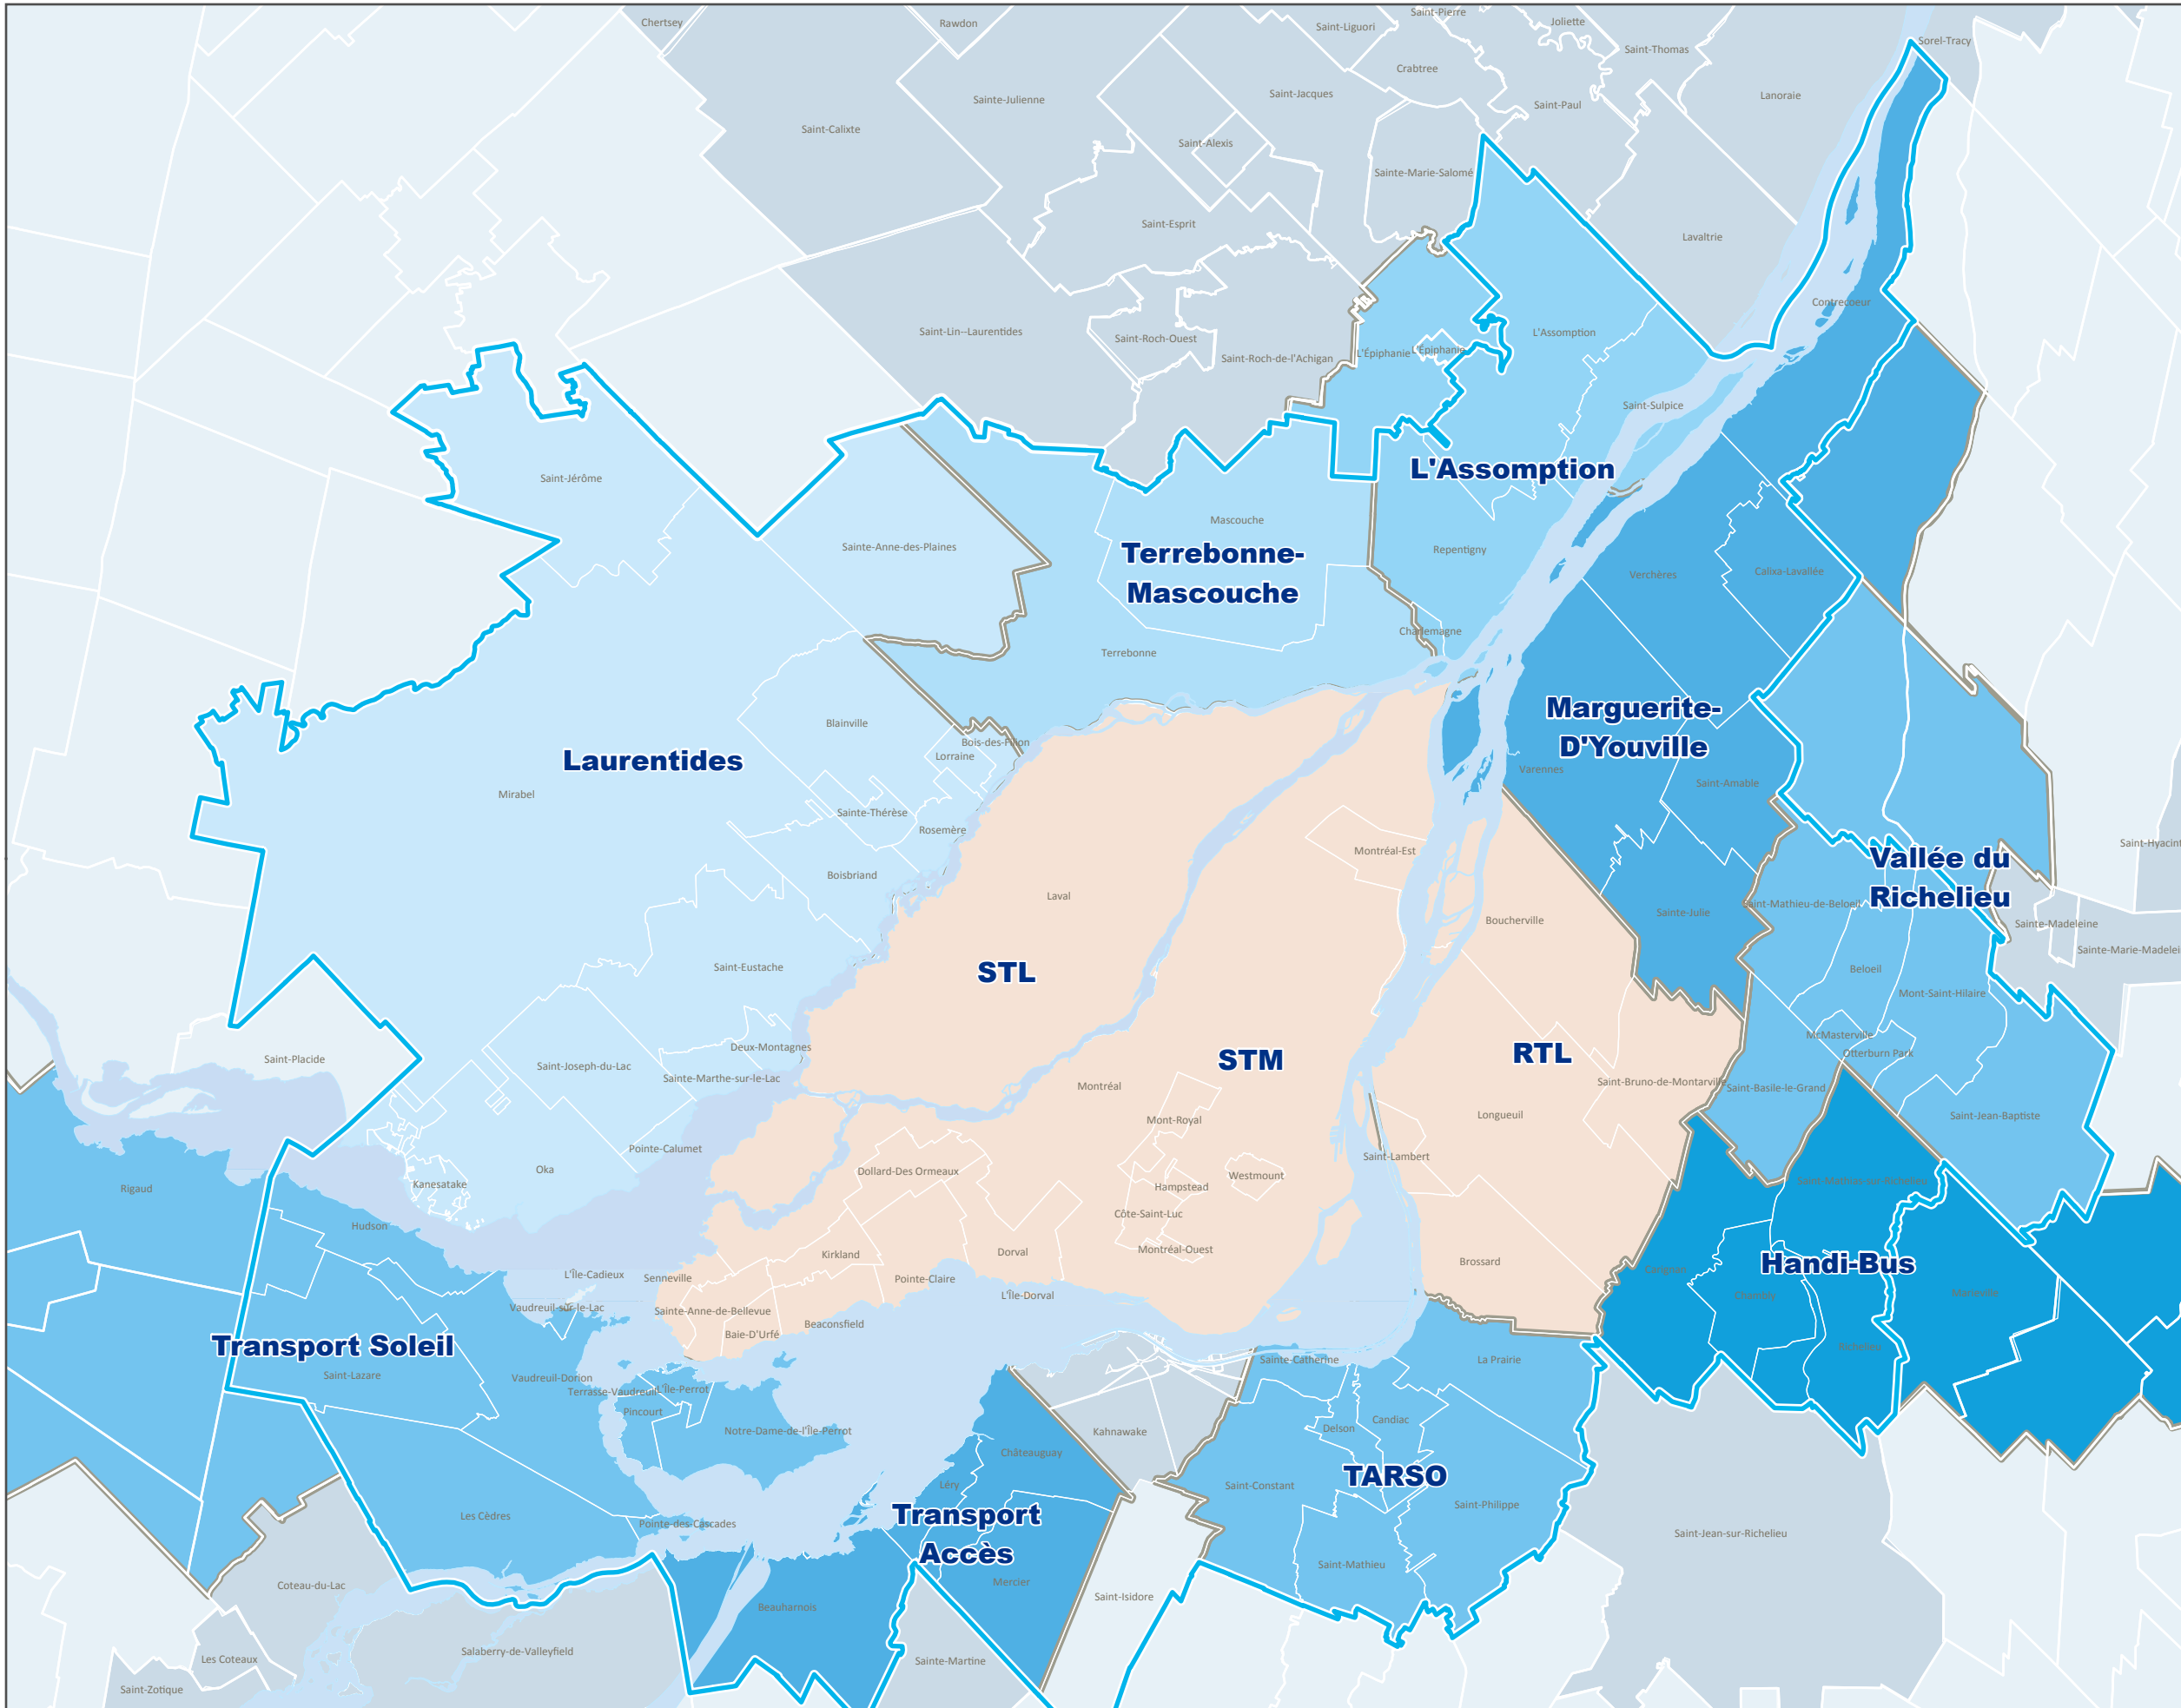 Chertsey
Rawdon
Saint-Liguori
Saint-Pierre
Joliette
Saint-Thomas
Sorel-Tracy
Crabtree
Sainte-Julienne
Saint-Jacques
Saint-Paul
Lanoraie
Saint-Calixte
Saint-Alexis
Sainte-Marie-Salomé
Saint-Esprit
Lavaltrie
Contrecoeur
Saint-Lin--Laurentides
Saint-Roch-Ouest
Saint-Roch-de-l'Achigan
L'Épiphanie
L'Épiphanie
L'Assomption
Saint-Sulpice
L'Assomption
Saint-Jérôme
Sainte-Anne-des-Plaines
Mascouche
Terrebonne-
Mascouche
Repentigny
Verchères
Calixa-Lavallée
Charlemagne
Terrebonne
Marguerite-
D'Youville
Blainville
Bois-des-Filion
Lorraine
Laurentides
Mirabel
Varennes
Saint-Amable
Sainte-Thérèse
Rosemère
Montréal-Est
Saint-Hyacint
Vallée du
Richelieu
Boisbriand
Laval
Boucherville
Sainte-Julie
Saint-Mathieu-de-Beloeil
Sainte-Madeleine
Sainte-Marie-Madelei
Saint-Eustache
STL
Beloeil
Mont-Saint-Hilaire
Saint-Placide
Deux-Montagnes
Saint-Joseph-du-Lac
Sainte-Marthe-sur-le-Lac
STM
RTL
McMasterville
Otterburn Park
Montréal
Saint-Bruno-de-Montarville
Saint-Basile-le-Grand
Mont-Royal
Longueuil
Saint-Jean-Baptiste
Pointe-Calumet
Oka
Kanesatake
Dollard-Des Ormeaux
Saint-Lambert
Westmount
Hampstead
Saint-Mathias-sur-Richelieu
Rigaud
Hudson
Côte-Saint-Luc
Montréal-Ouest
Kirkland
Dorval
Brossard
Carignan
Handi-Bus
Chambly
Marieville
Richelieu
L'Île-Cadieux
Senneville
Pointe-Claire
L'Île-Dorval
Vaudreuil-sur-le-Lac
Sainte-Anne-de-Bellevue
Baie-D'Urfé
Beaconsfield
Transport Soleil
Saint-Lazare
Vaudreuil-Dorion
Terrasse-Vaudreuil
L'Île-Perrot
Pincourt
Notre-Dame-de-l'Île-Perrot
Sainte-Catherine
La Prairie
Kahnawake
Delson
Candiac
Châteauguay
Léry
Saint-Constant
TARSO
Saint-Philippe
Les Cèdres
Pointe-des-Cascades
Transport
Accès
Saint-Jean-sur-Richelieu
Saint-Mathieu
Mercier
Saint-Isidore
Coteau-du-Lac
Beauharnois
Salaberry-de-Valleyfield
Les Coteaux
Sainte-Martine
Saint-Zotique